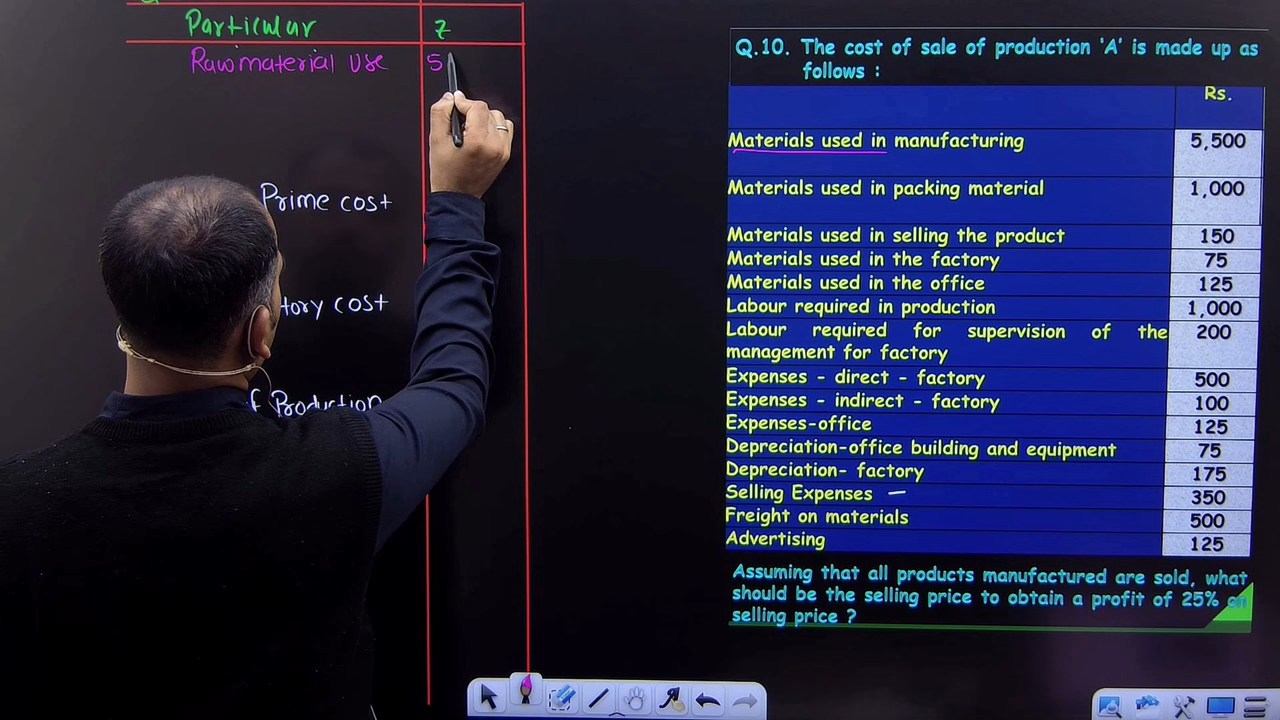 Particular z
Rawmaterial Use 5
Prime cost
tory cost
f Production
Q.10. The cost of sale of production 'A' is made up as
follows :
Rs.
Materials used in manufacturing 5,500
Materials used in packing material 1,000
Materials used in selling the product 150
Materials used in the factory 75
Materials used in the office 125
Labour required in production 1,000
Labour required for supervision of the 200
management for factory
Expenses - direct - factory 500
Expenses - indirect - factory 100
Expenses-office 125
Depreciation-office building and equipment 75
Depreciation- factory 175
Selling Expenses 350
Freight on materials 500
Advertising 125
Assuming that all products manufactured are sold, what
should be the selling price to obtain a profit of 25% on
selling price ?